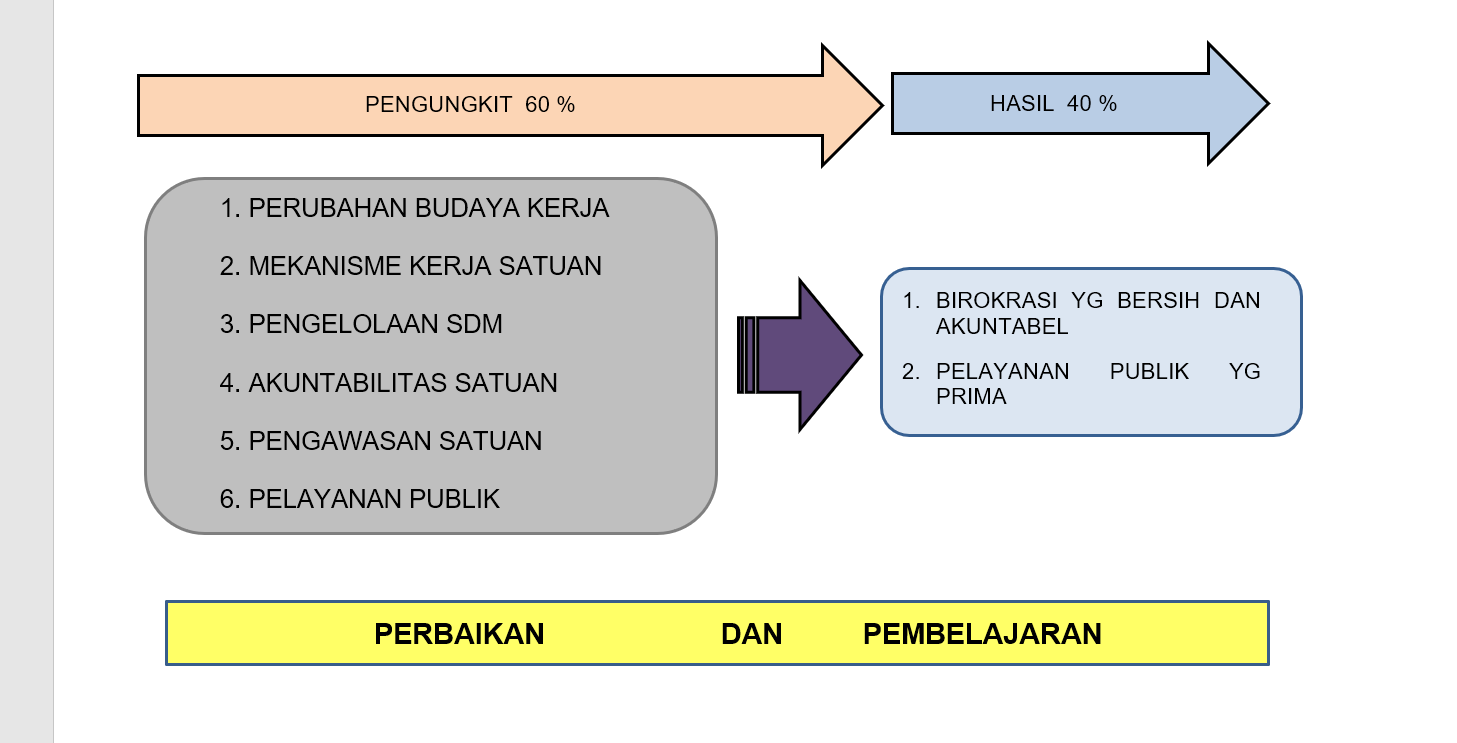 PENGUNGKIT 60 %
HASIL 40 %
1. PERUBAHAN BUDAYA KERJA
2. MEKANISME KERJA SATUAN
3. PENGELOLAAN SDM
4. AKUNTABILITAS SATUAN
5. PENGAWASAN SATUAN
6. PELAYANAN PUBLIK
1. BIROKRASI YG BERSIH DAN
AKUNTABEL
2. PELAYANAN PUBLIK YG
PRIMA
PERBAIKAN DAN PEMBELAJARAN